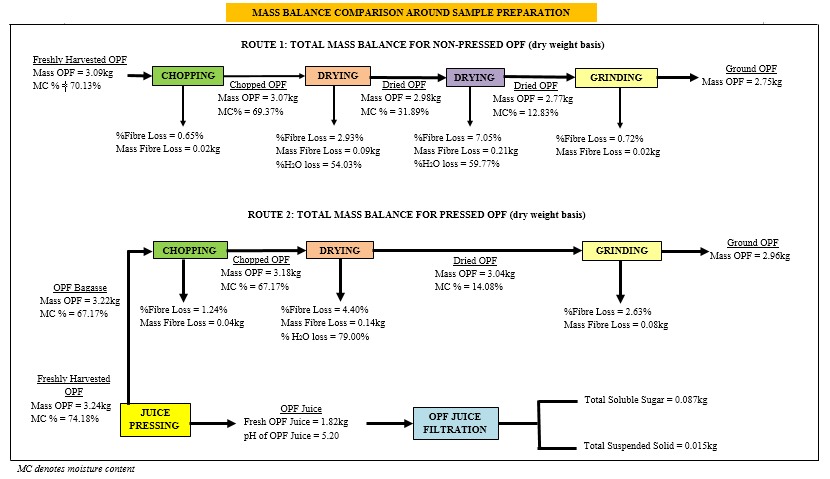 MASS BALANCE COMPARISON AROUND SAMPLE PREPARATION
ROUTE 1: TOTAL MASS BALANCE FOR NON-PRESSED OPF (dry weight basis)
Freshly Harvested OPF
Mass OPF = 3.09kg
MC % = 70.13%
CHOPPING
Chopped OPF
Mass OPF = 3.07kg
MC% = 69.37%
DRYING
Dried OPF
Mass OPF = 2.98kg
MC % = 31.89%
DRYING
Dried OPF
Mass OPF = 2.77kg
MC% = 12.83%
GRINDING
Ground OPF
Mass OPF = 2.75kg
%Fibre Loss = 0.65%
Mass Fibre Loss = 0.02kg
%Fibre Loss = 2.93%
Mass Fibre Loss = 0.09kg
%H2O loss = 54.03%
%Fibre Loss = 7.05%
Mass Fibre Loss = 0.21kg
%H2O loss = 59.77%
%Fibre Loss = 0.72%
Mass Fibre Loss = 0.02kg
ROUTE 2: TOTAL MASS BALANCE FOR PRESSED OPF (dry weight basis)
CHOPPING
Chopped OPF
Mass OPF = 3.18kg
MC % = 67.17%
DRYING
Dried OPF
Mass OPF = 3.04kg
MC % = 14.08%
GRINDING
Ground OPF
Mass OPF = 2.96kg
OPF Bagasse
Mass OPF = 3.22kg
MC % = 67.17%
%Fibre Loss = 1.24%
Mass Fibre Loss = 0.04kg
%Fibre Loss = 4.40%
Mass Fibre Loss = 0.14kg
% H2O loss = 79.00%
%Fibre Loss = 2.63%
Mass Fibre Loss = 0.08kg
Freshly Harvested
OPF
Mass OPF = 3.24kg
MC % = 74.18%
JUICE
PRESSING
OPF Juice
Fresh OPF Juice = 1.82kg
pH of OPF Juice = 5.20
OPF JUICE
FILTRATION
Total Soluble Sugar = 0.087kg
Total Suspended Solid = 0.015kg
MC denotes moisture content